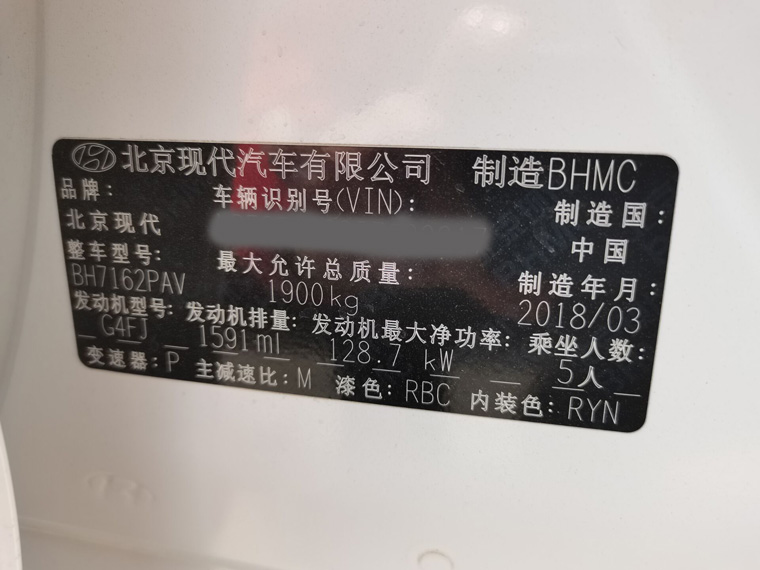 北京现代汽车有限公司 制造BHMC
品牌: 车辆识别号(VIN): 制造国:
北京现代 中国
整车型号: 最大允许总质量: 制造年月:
BH7162PAV 1900kg 2018/03
发动机型号: 发动机排量: 发动机最大净功率: 乘坐人数:
G4FJ 1591ml 128.7 kW 5人
变速器: P 主减速比: M 漆色: RBC 内装色: RYN